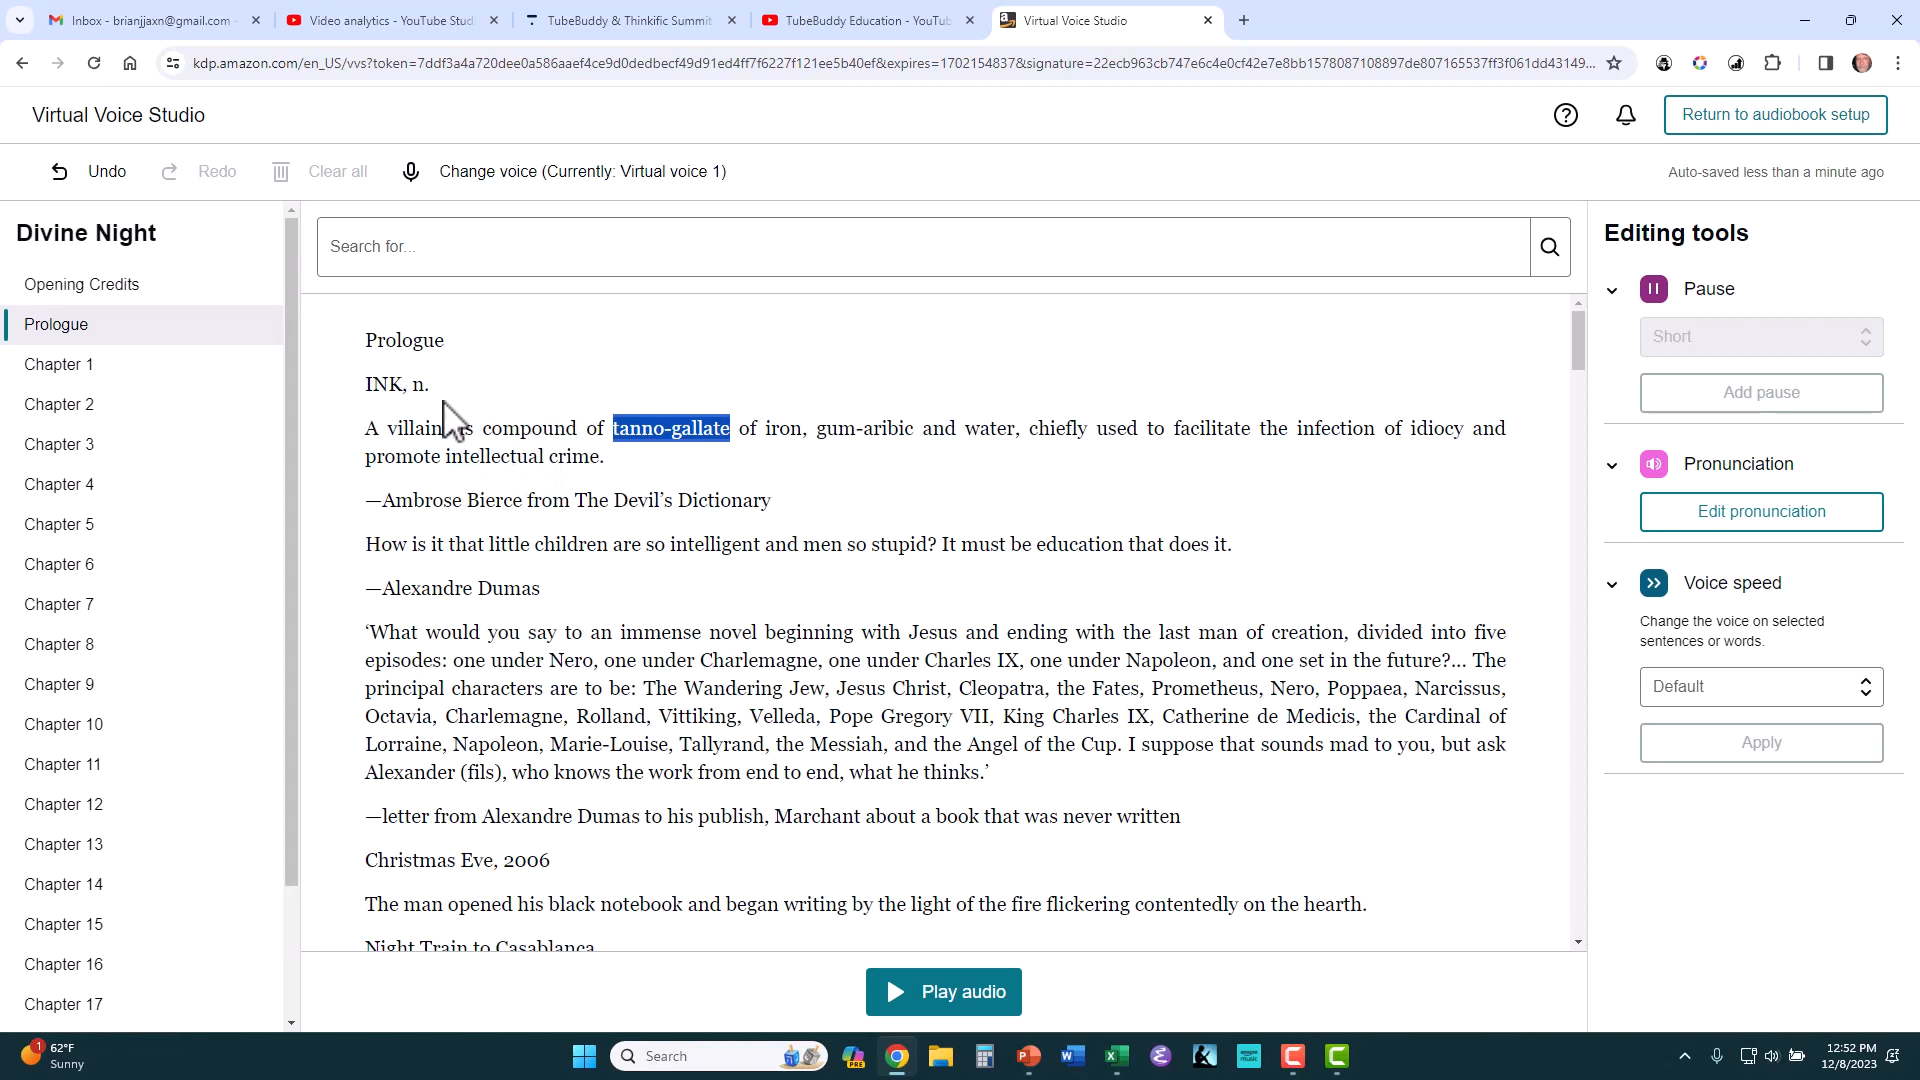 Inbox - brianjjaxn@gmail.com -
Video analytics - YouTube Studi
TubeBuddy & Thinkific Summit
TubeBuddy Education - YouTub
Virtual Voice Studio
kdp.amazon.com/en_US/vvs?token=7ddf3a4a720dee0a586aaef4ce9d0dedbecf49d91ed4ff7f6227f121ee5b40ef&expires=1702154837&signature=22ecb963cb747e6c4e0cf42e7e8bb1578087108897de807165537ff3f061dd43149...
Virtual Voice Studio
Return to audiobook setup
Undo
Redo
Clear all
Change voice (Currently: Virtual voice 1)
Auto-saved less than a minute ago
Divine Night
Opening Credits
Prologue
Chapter 1
Chapter 2
Chapter 3
Chapter 4
Chapter 5
Chapter 6
Chapter 7
Chapter 8
Chapter 9
Chapter 10
Chapter 11
Chapter 12
Chapter 13
Chapter 14
Chapter 15
Chapter 16
Chapter 17
Search for...
Prologue
INK, n.
A compound of tanno-gallate of iron, gum-aribic and water, chiefly used to facilitate the infection of idiocy and
promote intellectual crime.
—Ambrose Bierce from The Devil’s Dictionary
How is it that little children are so intelligent and men so stupid? It must be education that does it.
—Alexandre Dumas
‘What would you say to an immense novel beginning with Jesus and ending with the last man of creation, divided into five
episodes: one under Nero, one under Charlemagne, one under Charles IX, one under Napoleon, and one set in the future?... The
principal characters are to be: The Wandering Jew, Jesus Christ, Cleopatra, the Fates, Prometheus, Nero, Poppaea, Narcissus,
Octavia, Charlemagne, Rolland, Vittiking, Velleda, Pope Gregory VII, King Charles IX, Catherine de Medicis, the Cardinal of
Lorraine, Napoleon, Marie-Louise, Tallyrand, the Messiah, and the Angel of the Cup. I suppose that sounds mad to you, but ask
Alexander (fils), who knows the work from end to end, what he thinks.’
—letter from Alexandre Dumas to his publish, Marchant about a book that was never written
Christmas Eve, 2006
The man opened his black notebook and began writing by the light of the fire flickering contentedly on the hearth.
Night Train to Casablanca
Play audio
Editing tools
Pause
Short
Add pause
Pronunciation
Edit pronunciation
Voice speed
Change the voice on selected
sentences or words.
Default
Apply
1
62°F
Sunny
Search
PRE
12:52 PM
12/8/2023